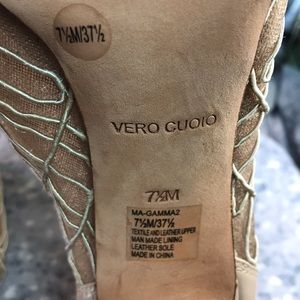 7½M/37½
VERO CUOIO
7½M
MA-GAMMA2
7½M/37½
TEXTILE AND LEATHER UPPER
MAN MADE LINING
LEATHER SOLE
MADE IN CHINA